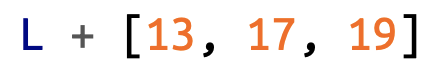 L + [13, 17, 19]